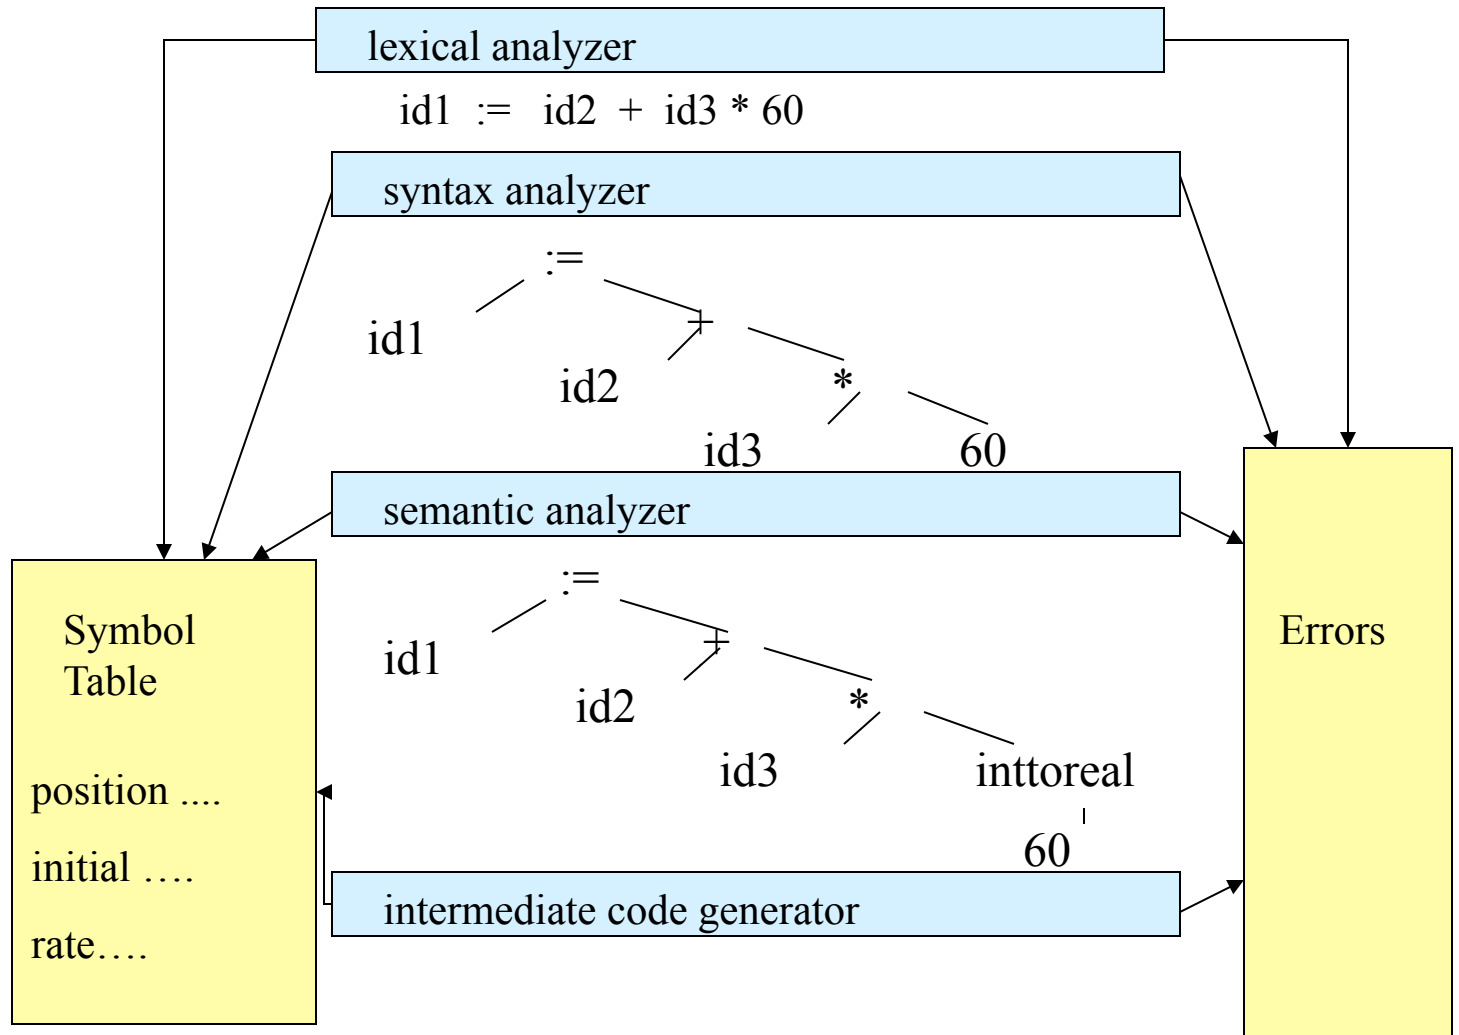 lexical analyzer
id1 := id2 + id3 * 60
syntax analyzer
:=
id1
+
id2
*
id3
60
semantic analyzer
:=
id1
+
id2
*
id3
inttoreal
60
intermediate code generator
Symbol
Table
position ....
initial ….
rate….
Errors